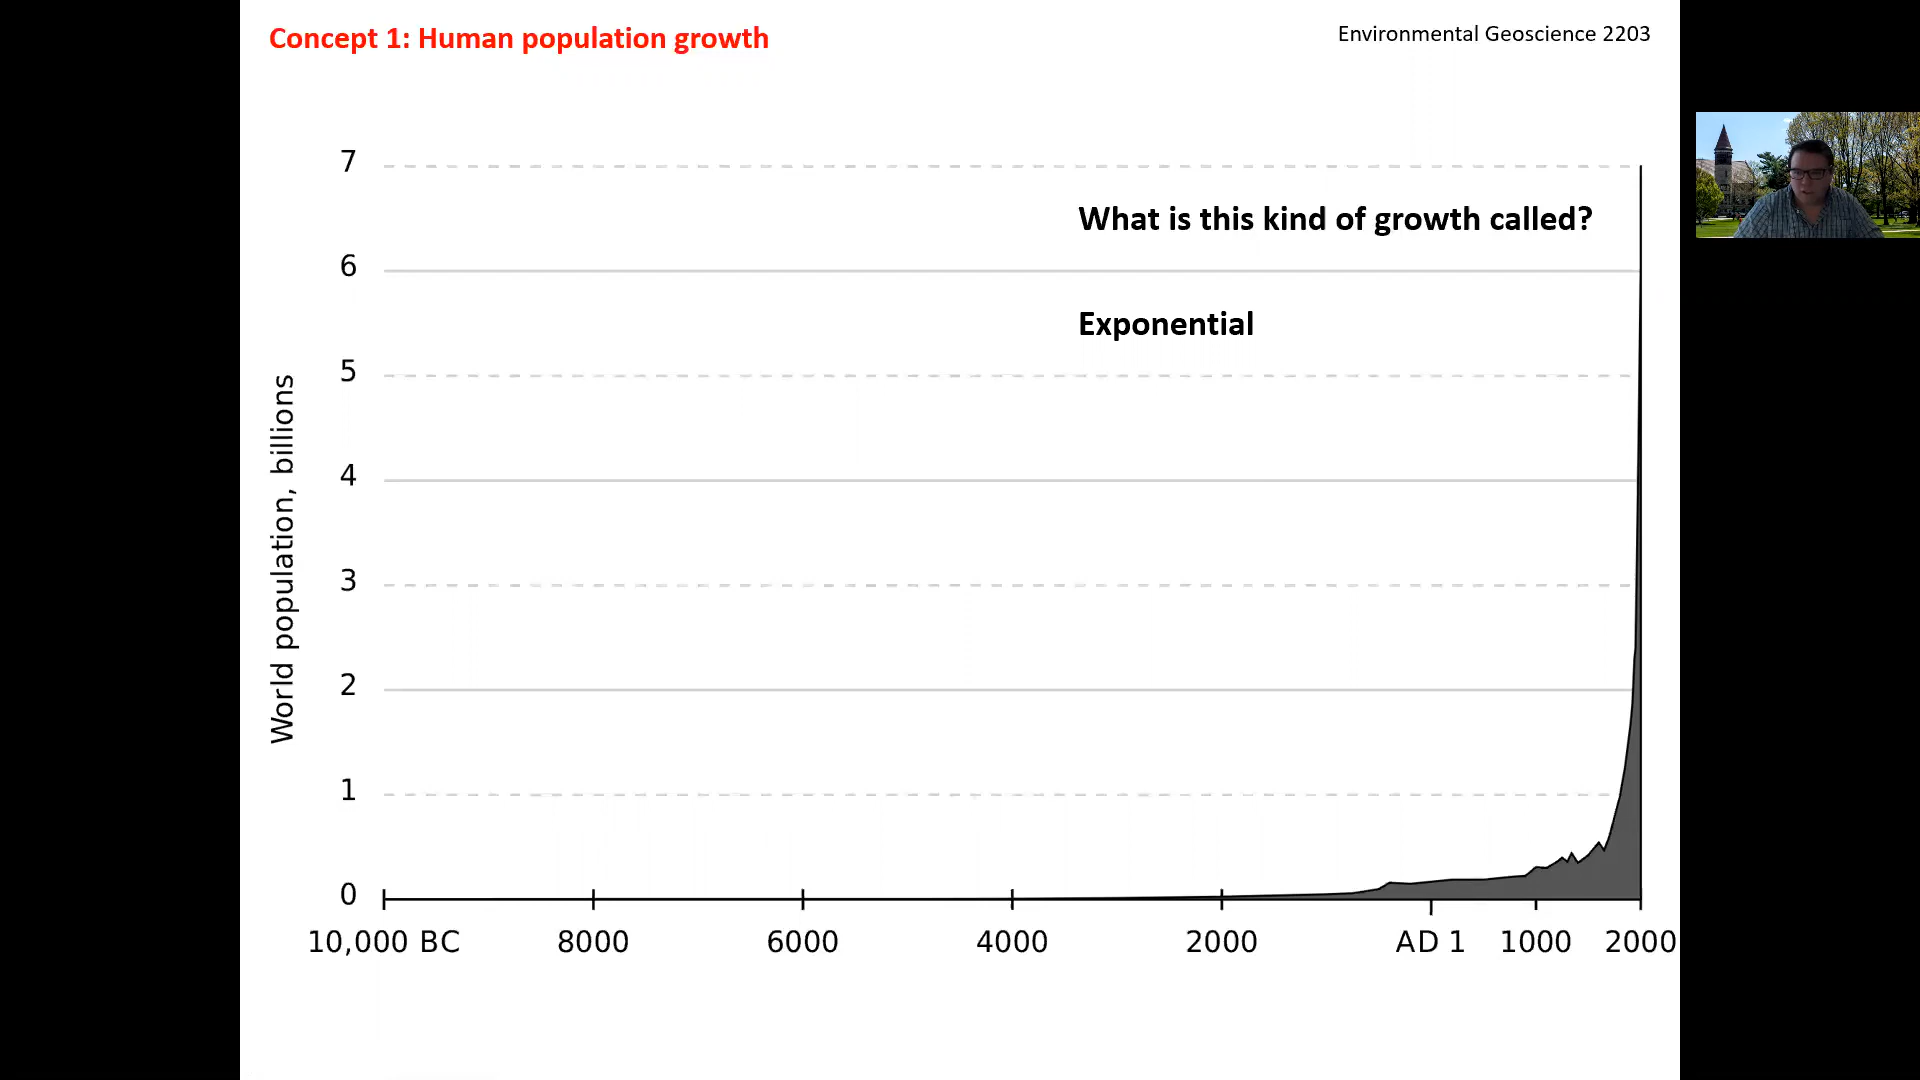 Concept 1: Human population growth
Environmental Geoscience 2203
7
What is this kind of growth called?
6
Exponential
5
World population, billions
4
3
2
1
0
10,000 BC 8000 6000 4000 2000 AD 1 1000 2000